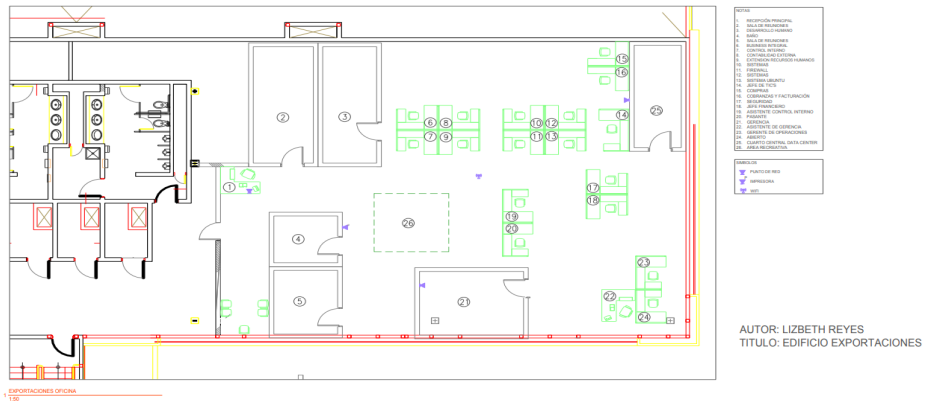 NOTAS
1. RECEPCIÓN PRINCIPAL
2. SALA DE REUNIONES
3. DESARROLLO HUMANO
4. BAÑO
5. SALA DE REUNIONES
6. BUSINESS INTEGRAL
7. CONTROL INTERNO
8. CONTABILIDAD EXTERNA
9. EXTENSION RECURSOS HUMANOS
10. SISTEMAS
11. FIREWALL
12. SISTEMAS
13. SISTEMA UBUNTU
14. JEFE DE TICS
15. COMPRAS
16. COBRANZAS Y FACTURACIÓN
17. SEGURIDAD
18. JEFE FINANCIERO
19. ASISTENTE CONTROL INTERNO
20. PASANTE
21. GERENCIA
22. ASISTENTE DE GERENCIA
23. GERENTE DE OPERACIONES
24. ABIERTO
25. CUARTO CENTRAL DATA CENTER
26. AREA RECREATIVA
SIMBOLOS
PUNTO DE RED
IMPRESORA
WIFI
15
16
2
3
6
8
10
12
14
25
7
9
11
13
1
17
18
19
26
20
4
23
5
21
22
24
AUTOR: LIZBETH REYES
TITULO: EDIFICIO EXPORTACIONES
1
EXPORTACIONES OFICINA
1:50